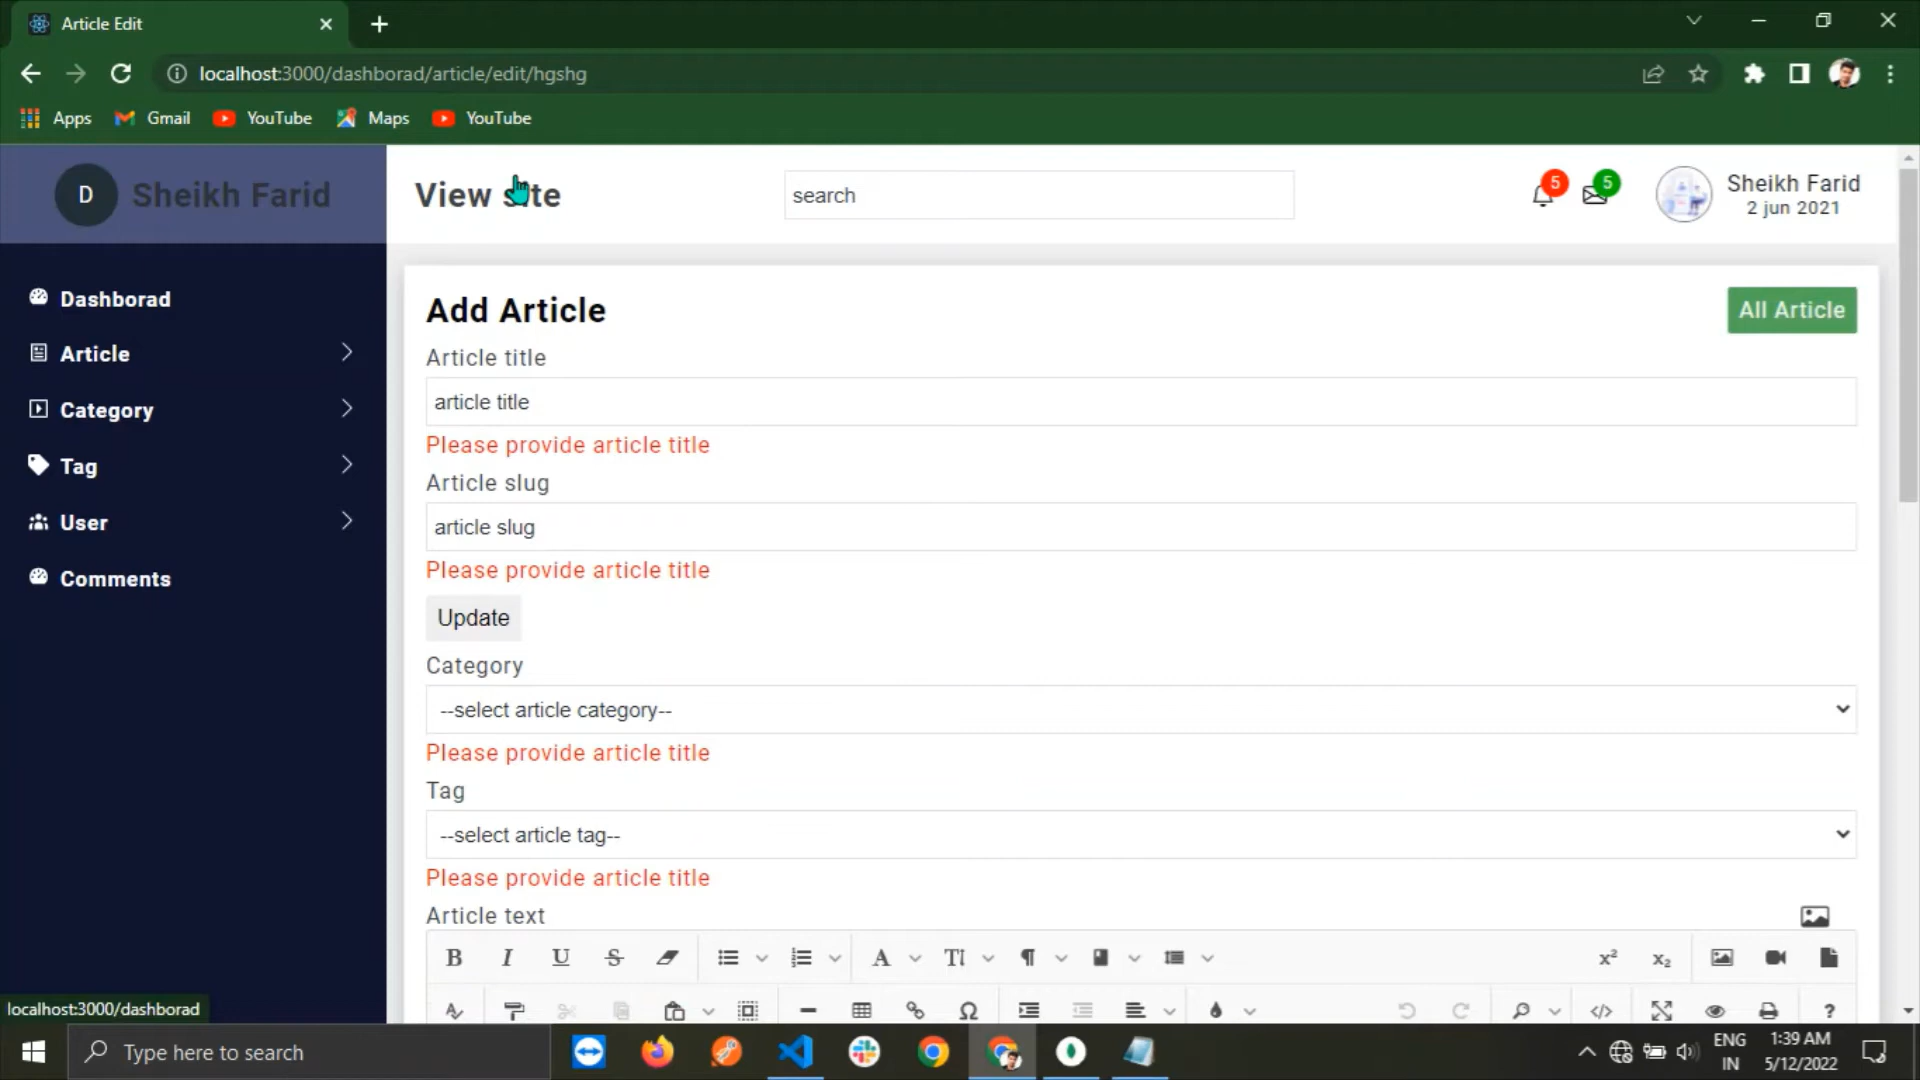 Article Edit
localhost:3000/dashborad/article/edit/hgshg
Apps Gmail YouTube Maps YouTube
D Sheikh Farid
View Site
search
5
5
Sheikh Farid
2 jun 2021
Dashborad
Article
Category
Tag
User
Comments
Add Article
All Article
Article title
article title
Please provide article title
Article slug
article slug
Please provide article title
Update
Category
--select article category--
Please provide article title
Tag
--select article tag--
Please provide article title
Article text
localhost:3000/dashborad
Type here to search
ENG
IN
1:39 AM
5/12/2022